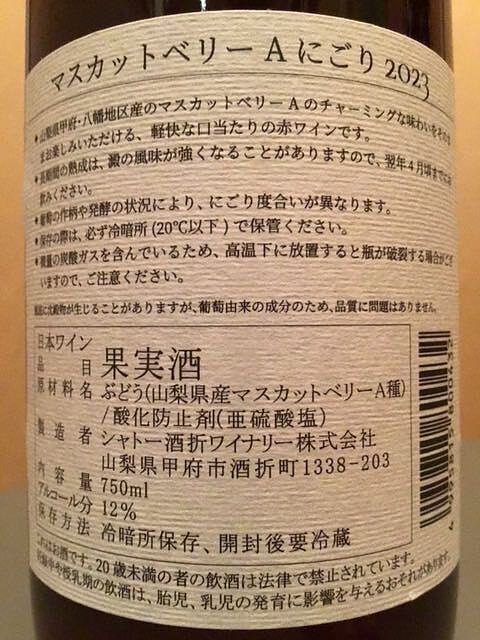 マスカットベリーAにごり2023
●山梨県甲府・八幡地区産のマスカットベリーAのチャーミングな味わいをそのま
まお楽しみいただける、軽快な口当たりの赤ワインです。
●長期間の熟成は、澱の風味が強くなることがありますので、翌年4月頃までにお
飲みください。
●葡萄の作柄や発酵の状況により、にごり度合いが異なります。
●保存の際は、必ず冷暗所(20℃以下)で保管ください。
●微量の炭酸ガスを含んでいるため、高温下に放置すると瓶が破裂する場合がござ
いますので、ご注意ください。
瓶底に沈殿物が生じることがありますが、葡萄由来の成分のため、品質に問題はありません。
日本ワイン
品目 果実酒
原材料名 ぶどう(山梨県産マスカットベリーA種)
/酸化防止剤(亜硫酸塩)
製造者 シャトー酒折ワイナリー株式会社
山梨県甲府市酒折町1338-203
内容量 750ml
アルコール分 12%
保存方法 冷暗所保存、開封後要冷蔵
これはお酒です。20歳未満の者の飲酒は法律で禁止されています。
妊娠中や授乳期の飲酒は、胎児、乳児の発育に影響を与えるおそれがあります。